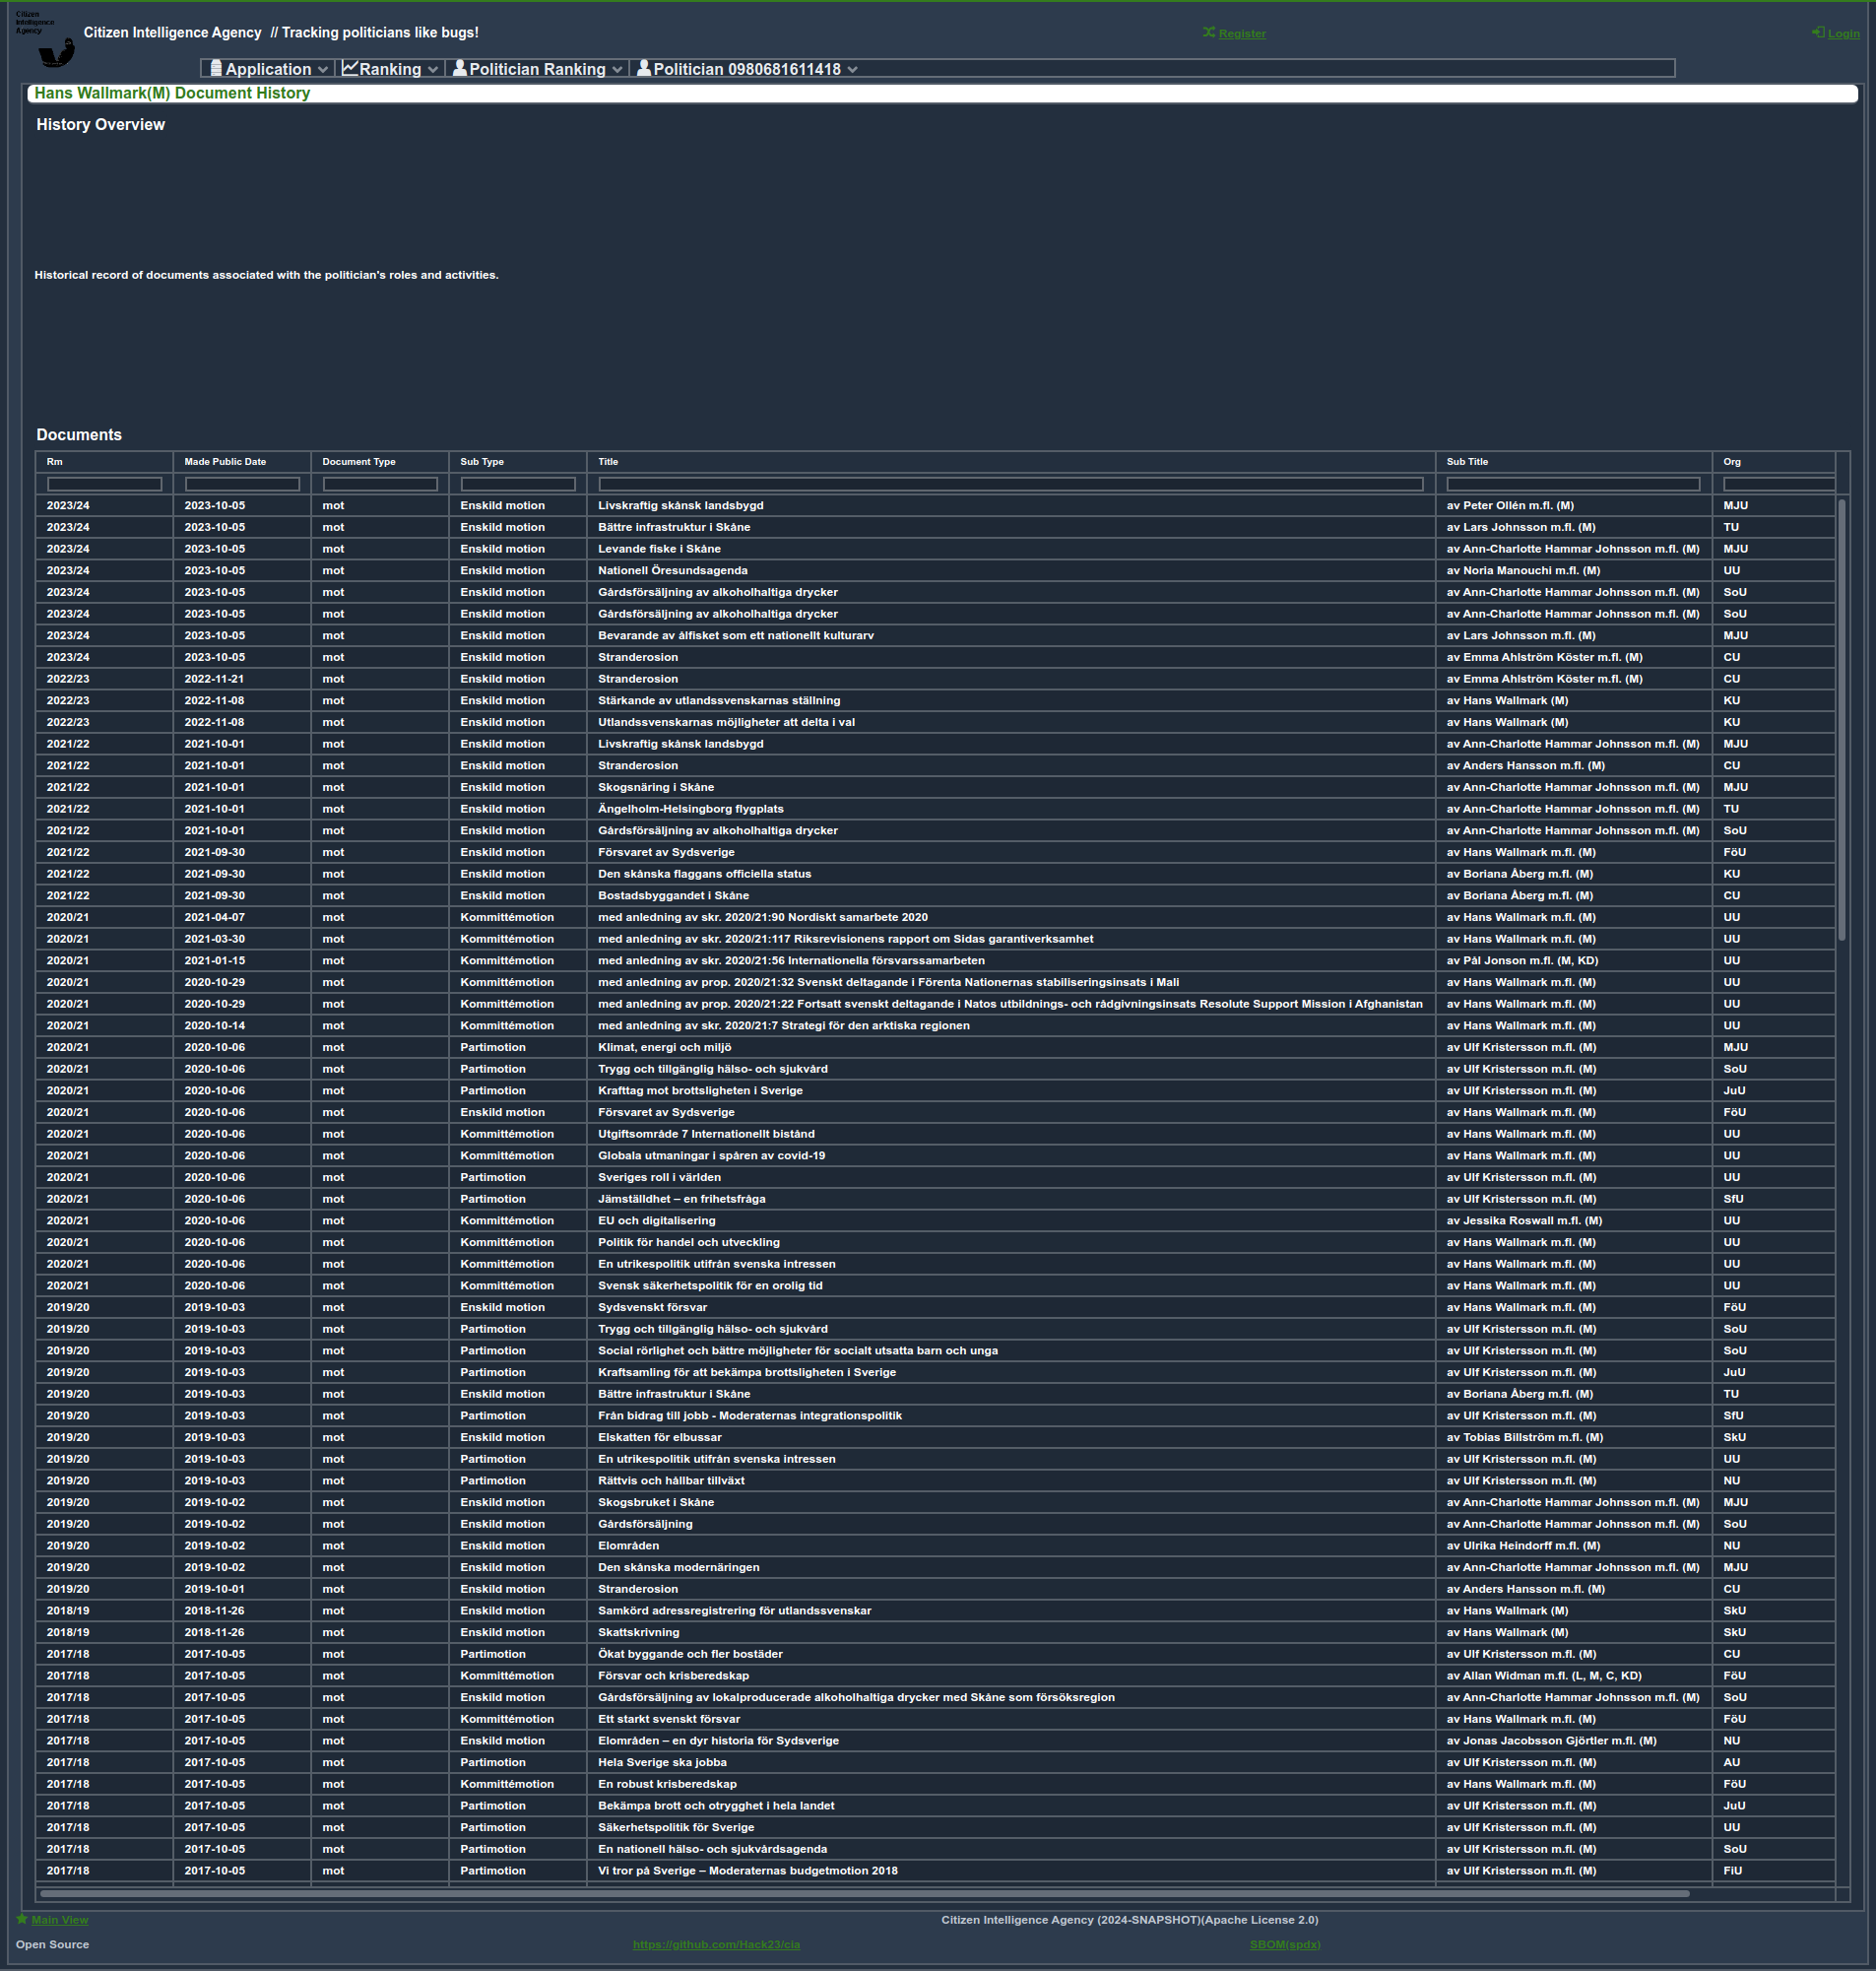 Citizen
Intelligence
Agency
Citizen Intelligence Agency // Tracking politicians like bugs!
Register
Login
Application Ranking Politician Ranking Politician 0980681611418
Hans Wallmark(M) Document History
History Overview
Historical record of documents associated with the politician's roles and activities.
Documents
Rm Made Public Date Document Type Sub Type Title Sub Title Org
2023/24 2023-10-05 mot Enskild motion Livskraftig skånsk landsbygd av Peter Ollén m.fl. (M) MJU
2023/24 2023-10-05 mot Enskild motion Bättre infrastruktur i Skåne av Lars Johnsson m.fl. (M) TU
2023/24 2023-10-05 mot Enskild motion Levande fiske i Skåne av Ann-Charlotte Hammar Johnsson m.fl. (M) MJU
2023/24 2023-10-05 mot Enskild motion Nationell Öresundsagenda av Noria Manouchi m.fl. (M) UU
2023/24 2023-10-05 mot Enskild motion Gårdsförsäljning av alkoholhaltiga drycker av Ann-Charlotte Hammar Johnsson m.fl. (M) SoU
2023/24 2023-10-05 mot Enskild motion Gårdsförsäljning av alkoholhaltiga drycker av Ann-Charlotte Hammar Johnsson m.fl. (M) SoU
2023/24 2023-10-05 mot Enskild motion Bevarande av ålfisket som ett nationellt kulturarv av Lars Johnsson m.fl. (M) MJU
2023/24 2023-10-05 mot Enskild motion Stranderosion av Emma Ahlström Köster m.fl. (M) CU
2022/23 2022-11-21 mot Enskild motion Stranderosion av Emma Ahlström Köster m.fl. (M) CU
2022/23 2022-11-08 mot Enskild motion Stärkande av utlandssvenskarnas ställning av Hans Wallmark (M) KU
2022/23 2022-11-08 mot Enskild motion Utlandssvenskarnas möjligheter att delta i val av Hans Wallmark (M) KU
2021/22 2021-10-01 mot Enskild motion Livskraftig skånsk landsbygd av Ann-Charlotte Hammar Johnsson m.fl. (M) MJU
2021/22 2021-10-01 mot Enskild motion Stranderosion av Anders Hansson m.fl. (M) CU
2021/22 2021-10-01 mot Enskild motion Skogsnäring i Skåne av Ann-Charlotte Hammar Johnsson m.fl. (M) MJU
2021/22 2021-10-01 mot Enskild motion Ängelholm-Helsingborg flygplats av Ann-Charlotte Hammar Johnsson m.fl. (M) TU
2021/22 2021-10-01 mot Enskild motion Gårdsförsäljning av alkoholhaltiga drycker av Ann-Charlotte Hammar Johnsson m.fl. (M) SoU
2021/22 2021-09-30 mot Enskild motion Försvaret av Sydsverige av Hans Wallmark m.fl. (M) FöU
2021/22 2021-09-30 mot Enskild motion Den skånska flaggans officiella status av Boriana Åberg m.fl. (M) KU
2021/22 2021-09-30 mot Enskild motion Bostadsbyggandet i Skåne av Boriana Åberg m.fl. (M) CU
2020/21 2021-04-07 mot Kommittémotion med anledning av skr. 2020/21:90 Nordiskt samarbete 2020 av Hans Wallmark m.fl. (M) UU
2020/21 2021-03-30 mot Kommittémotion med anledning av skr. 2020/21:117 Riksrevisionens rapport om Sidas garantiverksamhet av Hans Wallmark m.fl. (M) UU
2020/21 2021-01-15 mot Kommittémotion med anledning av skr. 2020/21:56 Internationella försvarssamarbeten av Pål Jonson m.fl. (M, KD) UU
2020/21 2020-10-29 mot Kommittémotion med anledning av prop. 2020/21:32 Svenskt deltagande i Förenta Nationernas stabiliseringsinsats i Mali av Hans Wallmark m.fl. (M) UU
2020/21 2020-10-29 mot Kommittémotion med anledning av prop. 2020/21:22 Fortsatt svenskt deltagande i Natos utbildnings- och rådgivningsinsats Resolute Support Mission i Afghanistan av Hans Wallmark m.fl. (M) UU
2020/21 2020-10-14 mot Kommittémotion med anledning av skr. 2020/21:7 Strategi för den arktiska regionen av Hans Wallmark m.fl. (M) UU
2020/21 2020-10-06 mot Partimotion Klimat, energi och miljö av Ulf Kristersson m.fl. (M) MJU
2020/21 2020-10-06 mot Partimotion Trygg och tillgänglig hälso- och sjukvård av Ulf Kristersson m.fl. (M) SoU
2020/21 2020-10-06 mot Partimotion Krafttag mot brottsligheten i Sverige av Ulf Kristersson m.fl. (M) JuU
2020/21 2020-10-06 mot Enskild motion Försvaret av Sydsverige av Hans Wallmark m.fl. (M) FöU
2020/21 2020-10-06 mot Kommittémotion Utgiftsområde 7 Internationellt bistånd av Hans Wallmark m.fl. (M) UU
2020/21 2020-10-06 mot Kommittémotion Globala utmaningar i spåren av covid-19 av Hans Wallmark m.fl. (M) UU
2020/21 2020-10-06 mot Partimotion Sveriges roll i världen av Ulf Kristersson m.fl. (M) UU
2020/21 2020-10-06 mot Partimotion Jämställdhet – en frihetsfråga av Ulf Kristersson m.fl. (M) SfU
2020/21 2020-10-06 mot Kommittémotion EU och digitalisering av Jessika Roswall m.fl. (M) UU
2020/21 2020-10-06 mot Kommittémotion Politik för handel och utveckling av Hans Wallmark m.fl. (M) UU
2020/21 2020-10-06 mot Kommittémotion En utrikespolitik utifrån svenska intressen av Hans Wallmark m.fl. (M) UU
2020/21 2020-10-06 mot Kommittémotion Svensk säkerhetspolitik för en orolig tid av Hans Wallmark m.fl. (M) UU
2019/20 2019-10-03 mot Enskild motion Sydsvenskt försvar av Hans Wallmark m.fl. (M) FöU
2019/20 2019-10-03 mot Partimotion Trygg och tillgänglig hälso- och sjukvård av Ulf Kristersson m.fl. (M) SoU
2019/20 2019-10-03 mot Partimotion Social rörlighet och bättre möjligheter för socialt utsatta barn och unga av Ulf Kristersson m.fl. (M) SoU
2019/20 2019-10-03 mot Partimotion Kraftsamling för att bekämpa brottsligheten i Sverige av Ulf Kristersson m.fl. (M) JuU
2019/20 2019-10-03 mot Enskild motion Bättre infrastruktur i Skåne av Boriana Åberg m.fl. (M) TU
2019/20 2019-10-03 mot Partimotion Från bidrag till jobb - Moderaternas integrationspolitik av Ulf Kristersson m.fl. (M) SfU
2019/20 2019-10-03 mot Enskild motion Elskatten för elbussar av Tobias Billström m.fl. (M) SkU
2019/20 2019-10-03 mot Partimotion En utrikespolitik utifrån svenska intressen av Ulf Kristersson m.fl. (M) UU
2019/20 2019-10-03 mot Partimotion Rättvis och hållbar tillväxt av Ulf Kristersson m.fl. (M) NU
2019/20 2019-10-02 mot Enskild motion Skogsbruket i Skåne av Ann-Charlotte Hammar Johnsson m.fl. (M) MJU
2019/20 2019-10-02 mot Enskild motion Gårdsförsäljning av Ann-Charlotte Hammar Johnsson m.fl. (M) SoU
2019/20 2019-10-02 mot Enskild motion Elområden av Ulrika Heindorff m.fl. (M) NU
2019/20 2019-10-02 mot Enskild motion Den skånska modernäringen av Ann-Charlotte Hammar Johnsson m.fl. (M) MJU
2019/20 2019-10-01 mot Enskild motion Stranderosion av Anders Hansson m.fl. (M) CU
2018/19 2018-11-26 mot Enskild motion Samkörd adressregistrering för utlandssvenskar av Hans Wallmark (M) SkU
2018/19 2018-11-26 mot Enskild motion Skattskrivning av Hans Wallmark (M) SkU
2017/18 2017-10-05 mot Partimotion Ökat byggande och fler bostäder av Ulf Kristersson m.fl. (M) CU
2017/18 2017-10-05 mot Kommittémotion Försvar och krisberedskap av Allan Widman m.fl. (L, M, C, KD) FöU
2017/18 2017-10-05 mot Enskild motion Gårdsförsäljning av lokalproducerade alkoholhaltiga drycker med Skåne som försöksregion av Ann-Charlotte Hammar Johnsson m.fl. (M) SoU
2017/18 2017-10-05 mot Kommittémotion Ett starkt svenskt försvar av Hans Wallmark m.fl. (M) FöU
2017/18 2017-10-05 mot Enskild motion Elområden – en dyr historia för Sydsverige av Jonas Jacobsson Gjörtler m.fl. (M) NU
2017/18 2017-10-05 mot Partimotion Hela Sverige ska jobba av Ulf Kristersson m.fl. (M) AU
2017/18 2017-10-05 mot Kommittémotion En robust krisberedskap av Hans Wallmark m.fl. (M) FöU
2017/18 2017-10-05 mot Partimotion Bekämpa brott och otrygghet i hela landet av Ulf Kristersson m.fl. (M) JuU
2017/18 2017-10-05 mot Partimotion Säkerhetspolitik för Sverige av Ulf Kristersson m.fl. (M) UU
2017/18 2017-10-05 mot Partimotion En nationell hälso- och sjukvårdsagenda av Ulf Kristersson m.fl. (M) SoU
2017/18 2017-10-05 mot Partimotion Vi tror på Sverige – Moderaternas budgetmotion 2018 av Ulf Kristersson m.fl. (M) FiU
Main View
Citizen Intelligence Agency (2024-SNAPSHOT)(Apache License 2.0)
Open Source
https://github.com/Hack23/cia
SBOM(spdx)